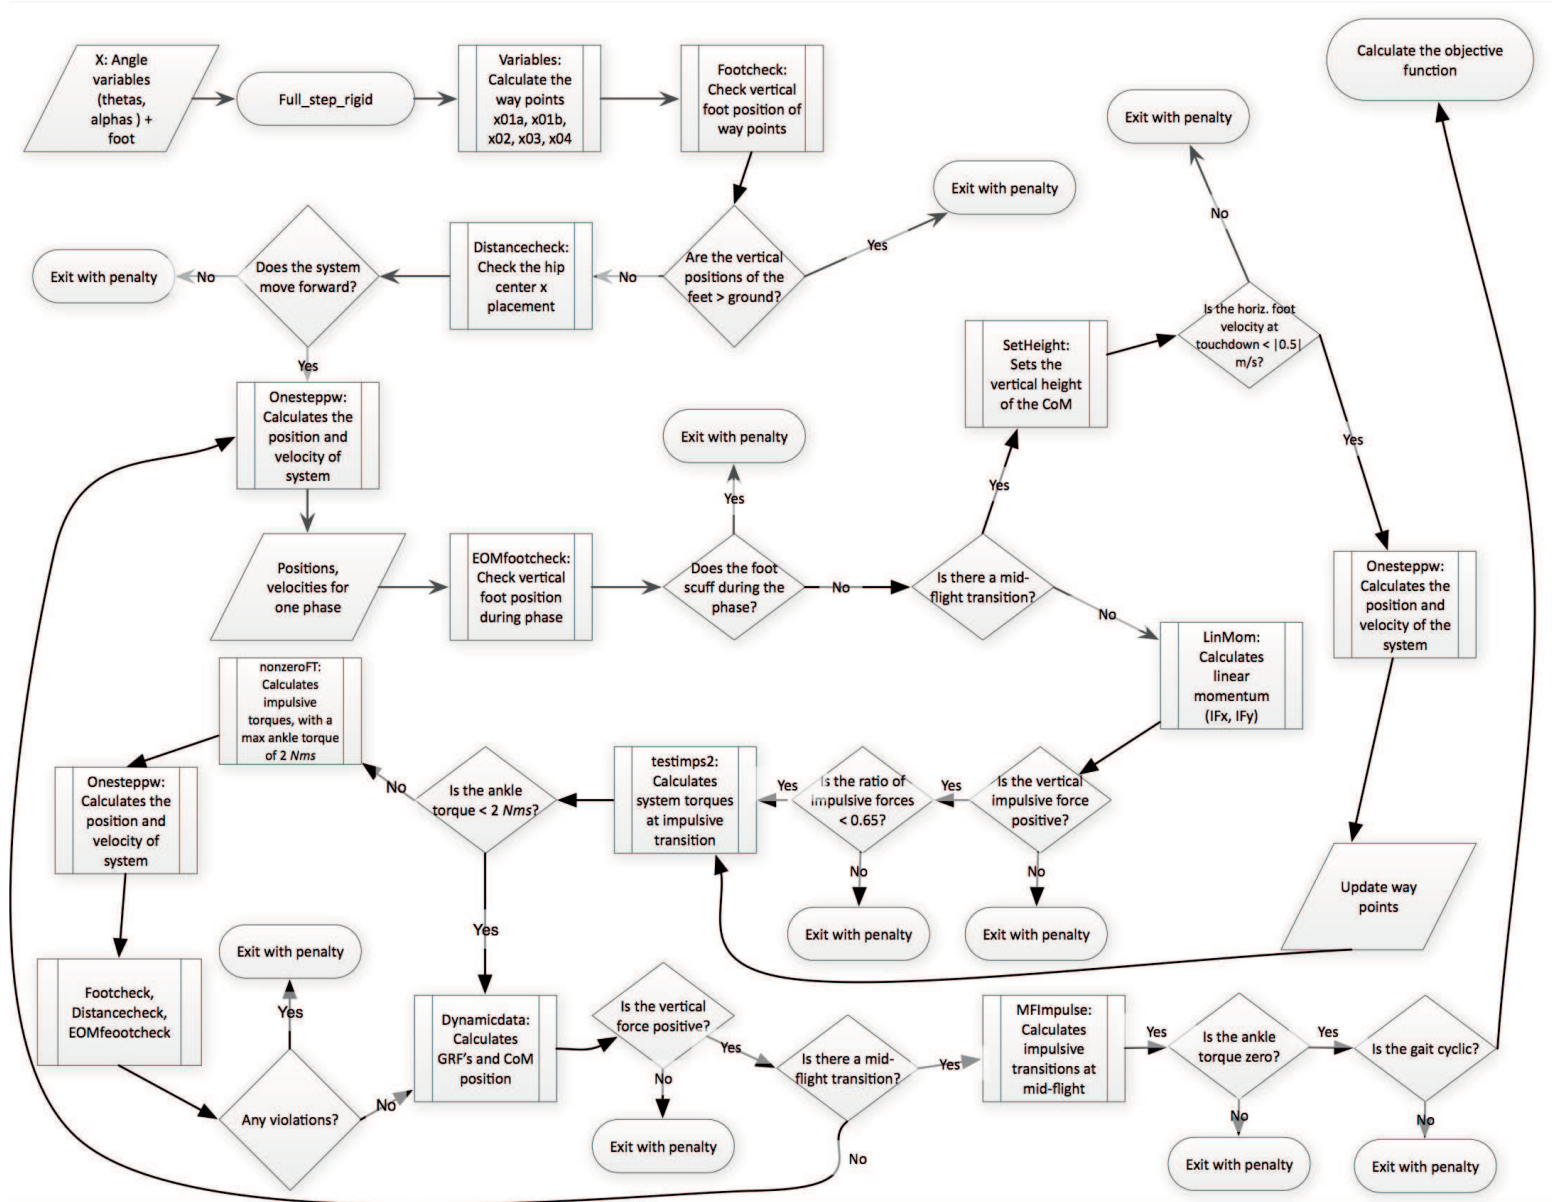 X: Angle
variables
(thetas,
alphas ) +
foot
Full_step_rigid
Variables:
Calculate the
way points
x01a, x01b,
x02, x03, x04
Footcheck:
Check vertical
foot position of
way points
Calculate the objective
function
Exit with penalty
Exit with penalty
No
Yes
Are the vertical
positions of the
feet > ground?
No
Distancecheck:
Check the hip
center x
placement
Does the system
move forward?
No
Exit with penalty
Yes
Is the horiz. foot
velocity at
touchdown < |0.5|
m/s?
SetHeight:
Sets the
vertical height
of the CoM
Onesteppw:
Calculates the
position and
velocity of
system
Exit with penalty
Yes
Yes
Yes
Positions,
velocities for
one phase
EOMfootcheck:
Check vertical
foot position
during phase
Does the foot
scuff during the
phase?
No
Is there a mid-
flight transition?
No
Onesteppw:
Calculates the
position and
velocity of the
system
LinMom:
Calculates
linear
momentum
(IFx, IFy)
nonzeroFT:
Calculates
impulsive
torques, with a
max ankle torque
of 2 Nms
Onesteppw:
Calculates the
position and
velocity of
system
No
Is the ankle
torque < 2 Nms?
testimps2:
Calculates
system torques
at impulsive
transition
Yes
Is the ratio of
impulsive forces
< 0.65?
Yes
Is the vertical
impulsive force
positive?
No
No
Exit with penalty
Exit with penalty
Update way
points
Yes
Exit with penalty
Footcheck,
Distancecheck,
EOMfeootcheck
Yes
Any violations?
No
Dynamicdata:
Calculates
GRF's and CoM
position
Is the vertical
force positive?
Yes
No
Exit with penalty
Is there a mid-
flight transition?
Yes
No
MFImpulse:
Calculates
impulsive
transitions at
mid-flight
Yes
Is the ankle
torque zero?
Yes
Is the gait cyclic?
No
No
Exit with penalty
Exit with penalty